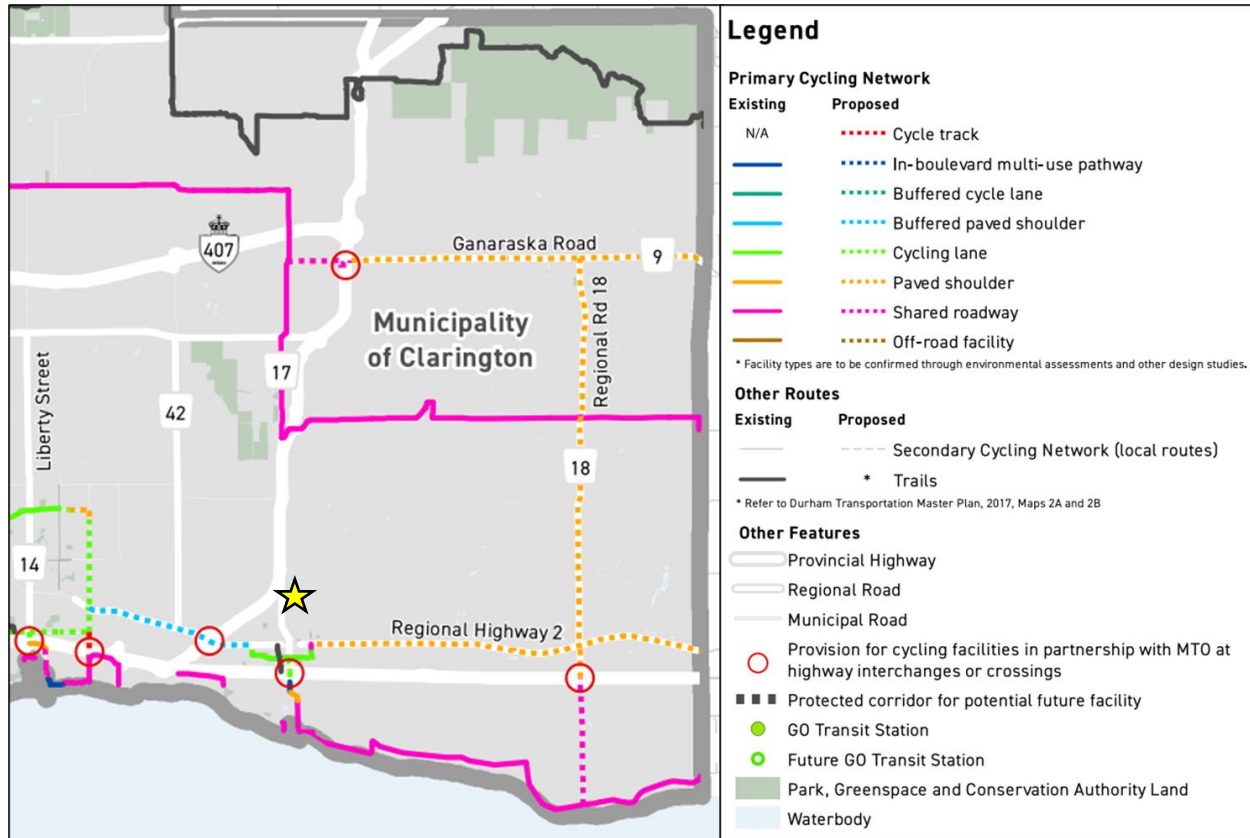 407
Ganaraska Road
9
Municipality
of Clarington
Regional Rd 18
17
42
Liberty Street
18
14
Regional Highway 2
Legend
Primary Cycling Network
Existing Proposed
N/A Cycle track
In-boulevard multi-use pathway
Buffered cycle lane
Buffered paved shoulder
Cycling lane
Paved shoulder
Shared roadway
Off-road facility
* Facility types are to be confirmed through environmental assessments and other design studies.
Other Routes
Existing Proposed
Secondary Cycling Network (local routes)
* Trails
* Refer to Durham Transportation Master Plan, 2017, Maps 2A and 2B
Other Features
Provincial Highway
Regional Road
Municipal Road
Provision for cycling facilities in partnership with MTO at
highway interchanges or crossings
Protected corridor for potential future facility
GO Transit Station
Future GO Transit Station
Park, Greenspace and Conservation Authority Land
Waterbody